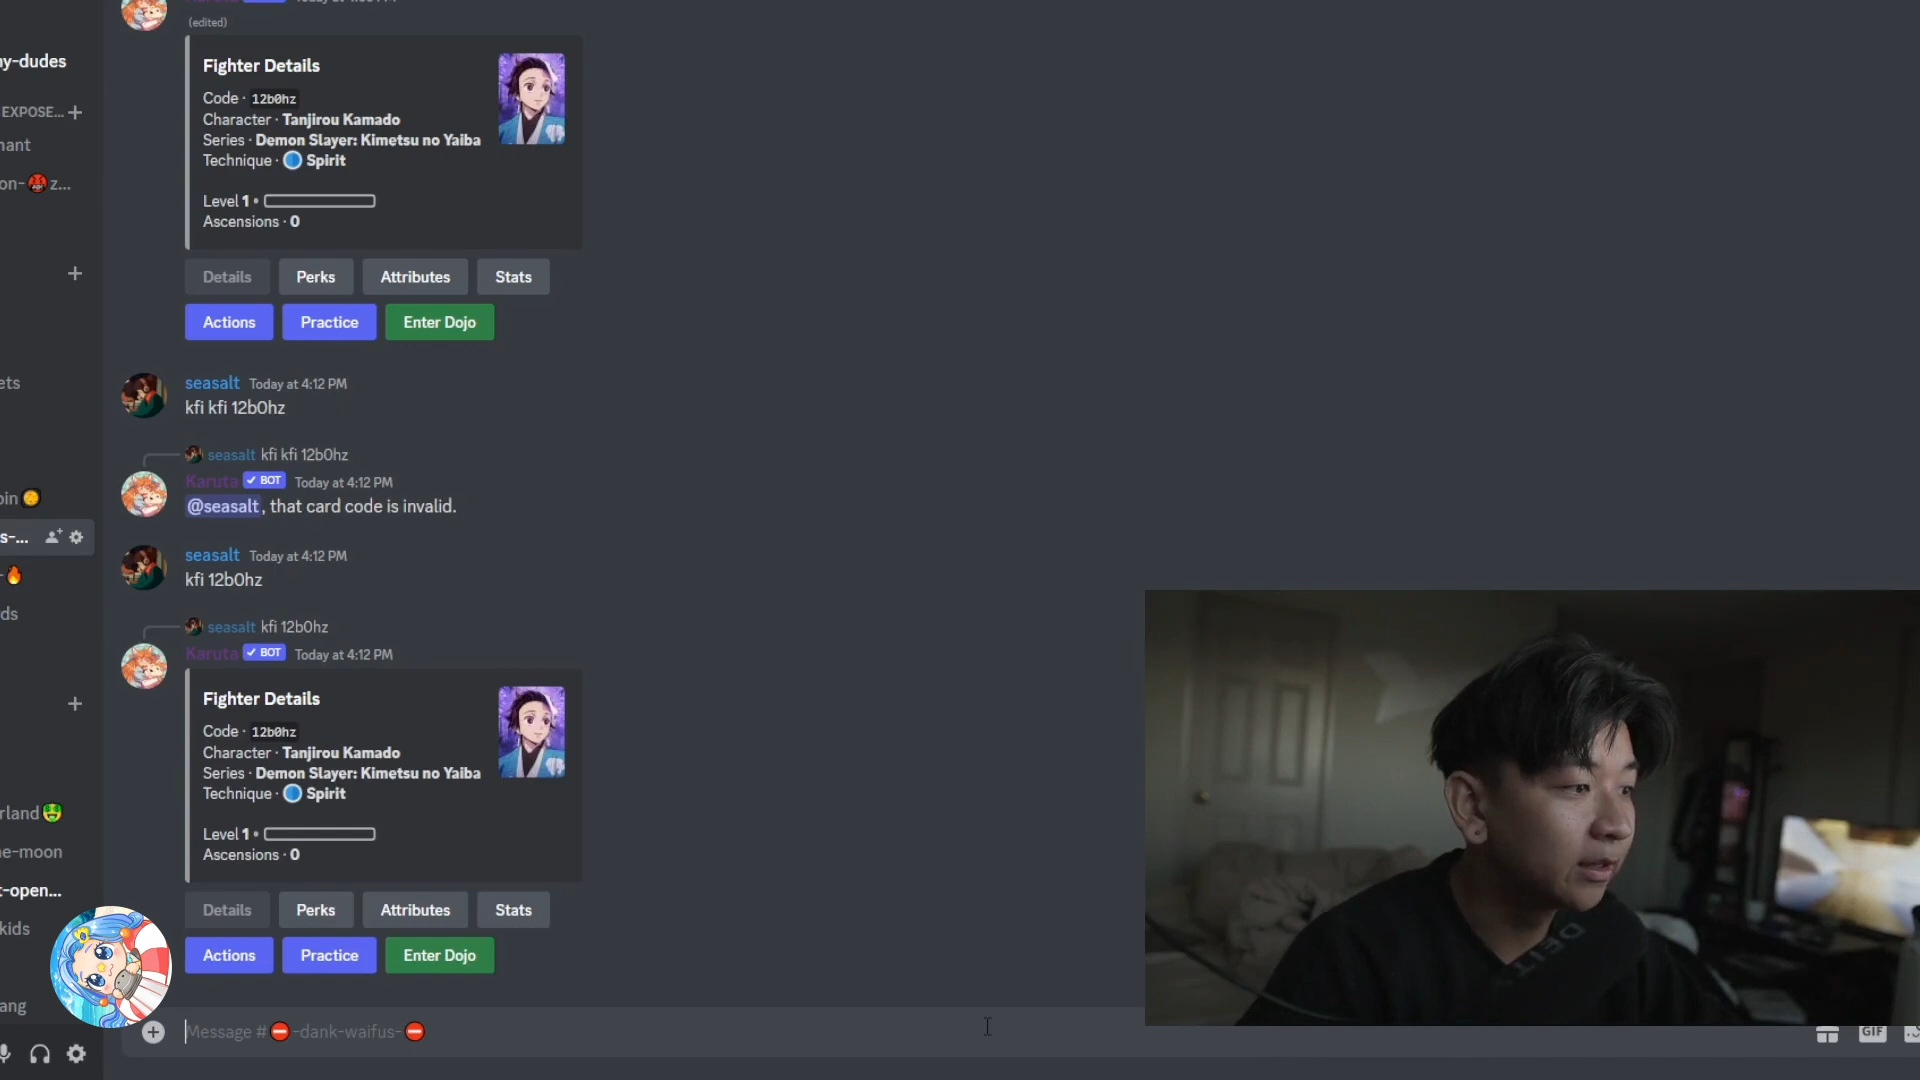 ny-dudes
EXPOSE...
nant
on-
z...
ets
oin
s-...
ds
rland
ne-moon
t-open...
kids
ang
(edited)
Fighter Details
Code · 12b0hz
Character · Tanjirou Kamado
Series · Demon Slayer: Kimetsu no Yaiba
Technique · Spirit
Level 1 •
Ascensions · 0
Details Perks Attributes Stats
Actions Practice Enter Dojo
seasalt Today at 4:12 PM
kfi kfi 12b0hz
seasalt kfi kfi 12b0hz
Karuta ✓ BOT Today at 4:12 PM
@seasalt, that card code is invalid.
seasalt Today at 4:12 PM
kfi 12b0hz
seasalt kfi 12b0hz
Karuta ✓ BOT Today at 4:12 PM
Fighter Details
Code · 12b0hz
Character · Tanjirou Kamado
Series · Demon Slayer: Kimetsu no Yaiba
Technique · Spirit
Level 1 •
Ascensions · 0
Details Perks Attributes Stats
Actions Practice Enter Dojo
Message #⛔-dank-waifus-⛔
GIF